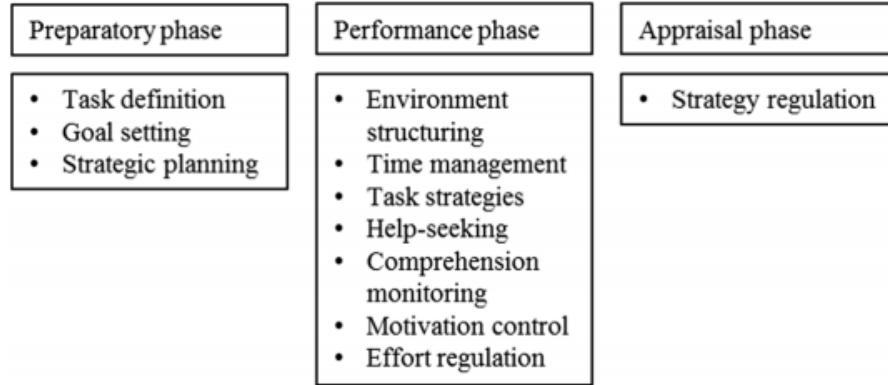 Preparatory phase
• Task definition
• Goal setting
• Strategic planning
Performance phase
• Environment
structuring
• Time management
• Task strategies
• Help-seeking
• Comprehension
monitoring
• Motivation control
• Effort regulation
Appraisal phase
• Strategy regulation